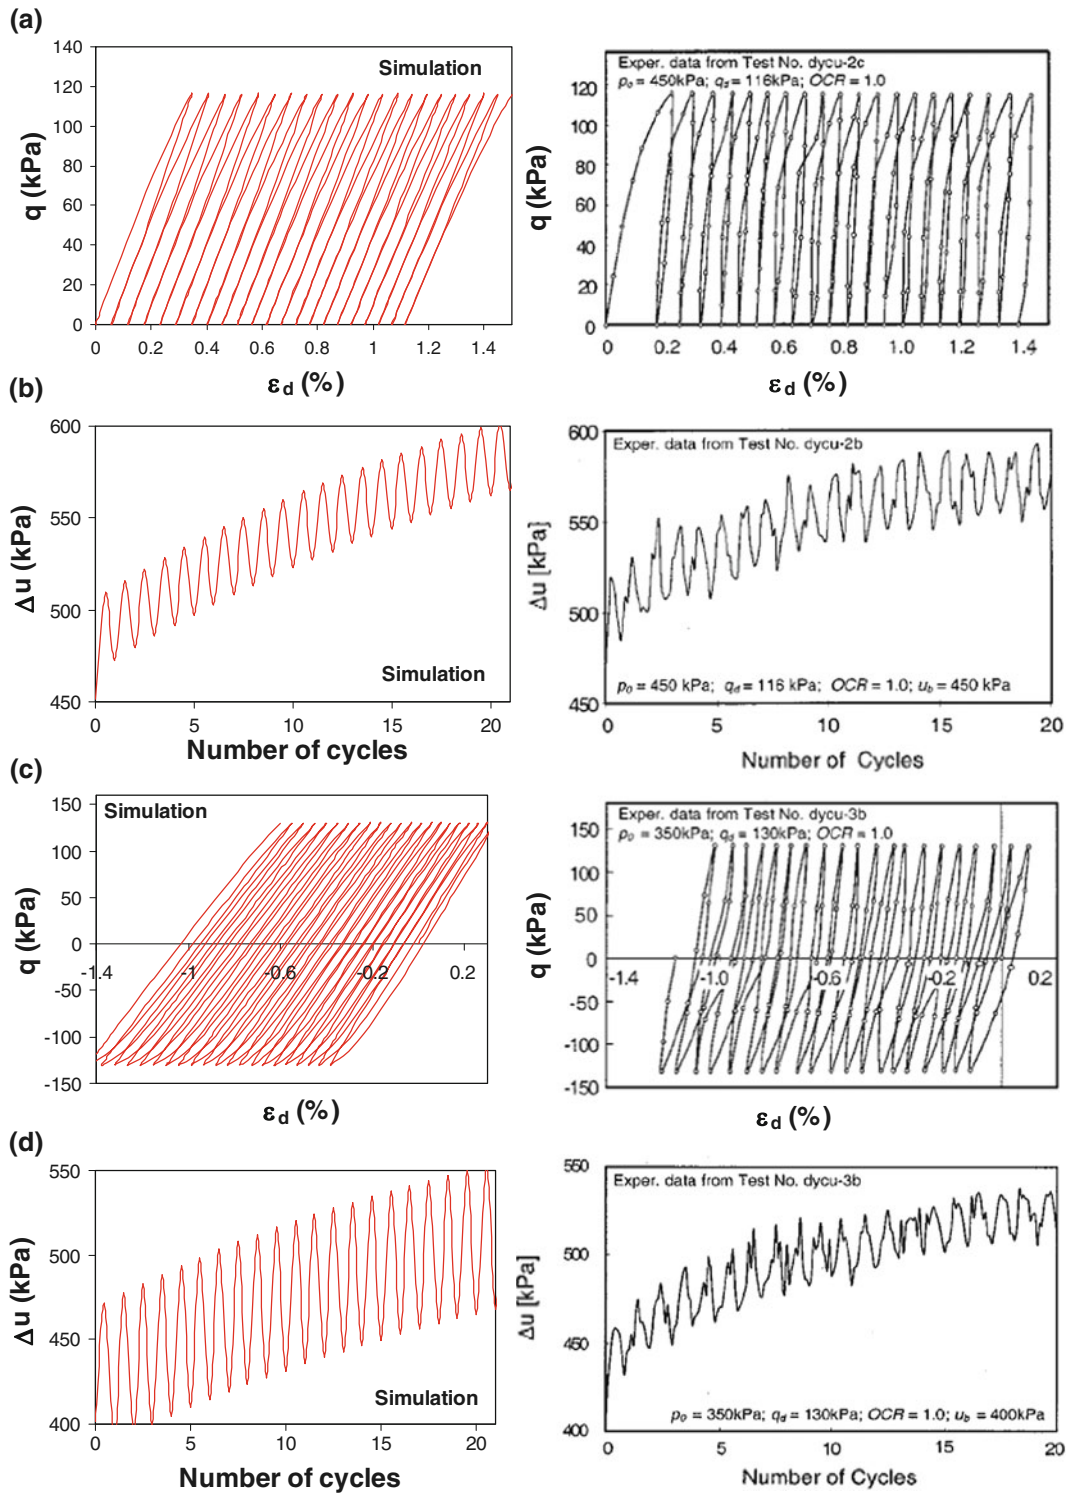 (a)
140
120
100
80
60
40
20
0
q (kPa)
Simulation
0 0.2 0.4 0.6 0.8 1 1.2 1.4
εd (%)
120
100
80
60
40
20
0
q (kPa)
Exper. data from Test No. dycu-2c
p0 = 450kPa; qd = 116kPa; OCR = 1.0
0 0.2 0.4 0.6 0.8 1.0 1.2 1.4
εd (%)
(b)
600
550
500
450
Δu (kPa)
Simulation
0 5 10 15 20
Number of cycles
600
550
500
450
Δu [kPa]
Exper. data from Test No. dycu-2b
p0 = 450 kPa; qd = 116 kPa; OCR = 1.0; ub = 450 kPa
0 5 10 15 20
Number of Cycles
(c)
150
100
50
0
-50
-100
-150
q (kPa)
Simulation
-1.4 -1 -0.6 -0.2 0.2
εd (%)
150
100
50
0
-50
-100
-150
q (kPa)
Exper. data from Test No. dycu-3b
p0 = 350kPa; qd = 130kPa; OCR = 1.0
-1.4 -1.0 -0.6 -0.2 0.2
εd (%)
(d)
550
500
450
400
Δu (kPa)
Simulation
0 5 10 15 20
Number of cycles
550
500
450
400
Δu [kPa]
Exper. data from Test No. dycu-3b
p0 = 350kPa; qd = 130kPa; OCR = 1.0; ub = 400kPa
0 5 10 15 20
Number of Cycles